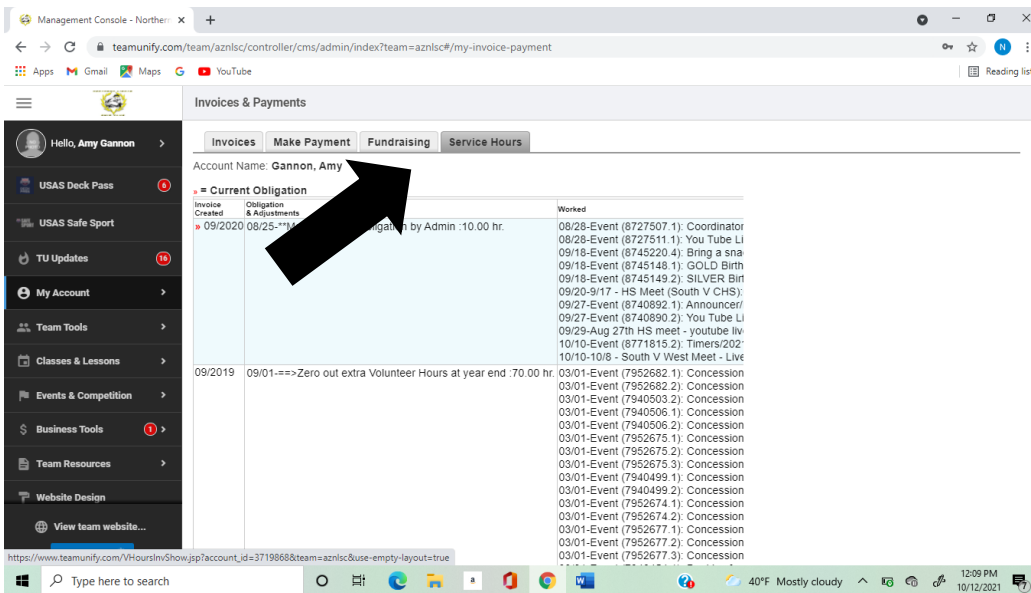 Management Console - Northern
teamunify.com/team/aznlsc/controller/cms/admin/index?team=aznlsc#/my-invoice-payment
N
Apps Gmail Maps YouTube Reading list
Invoices & Payments
Hello, Amy Gannon
USAS Deck Pass 6
USAS Safe Sport
TU Updates 16
My Account
Team Tools
Classes & Lessons
Events & Competition
Business Tools 1
Team Resources
Website Design
View team website...
Invoices Make Payment Fundraising Service Hours
Account Name: Gannon, Amy
» = Current Obligation
Invoice Created
Obligation & Adjustments
Worked
» 09/2020 08/25-**M by Admin :10.00 hr.
08/28-Event (8727507.1): Coordinator
08/28-Event (8727511.1): You Tube Li
09/18-Event (8745220.4): Bring a sna
09/18-Event (8745148.1): GOLD Birth
09/18-Event (8745149.2): SILVER Birt
09/20-9/17 - HS Meet (South V CHS):
09/27-Event (8740892.1): Announcer/
09/27-Event (8740890.2): You Tube Li
09/29-Aug 27th HS meet - youtube liv
10/10-Event (8771815.2): Timers/202
10/10-10/8 - South V West Meet - Live
09/2019 09/01-==>Zero out extra Volunteer Hours at year end :70.00 hr.
03/01-Event (7952682.1): Concession
03/01-Event (7952682.2): Concession
03/01-Event (7940503.2): Concession
03/01-Event (7940506.1): Concession
03/01-Event (7940506.2): Concession
03/01-Event (7952675.1): Concession
03/01-Event (7952675.2): Concession
03/01-Event (7952675.3): Concession
03/01-Event (7940499.1): Concession
03/01-Event (7940499.2): Concession
03/01-Event (7952674.1): Concession
03/01-Event (7952674.2): Concession
03/01-Event (7952677.1): Concession
03/01-Event (7952677.2): Concession
03/01-Event (7952677.3): Concession
https://www.teamunify.com/VHoursInvShow.jsp?account_id=3719868&team=aznlsc&use-empty-layout=true
Type here to search
a
40°F Mostly cloudy
12:09 PM
10/12/2021
7